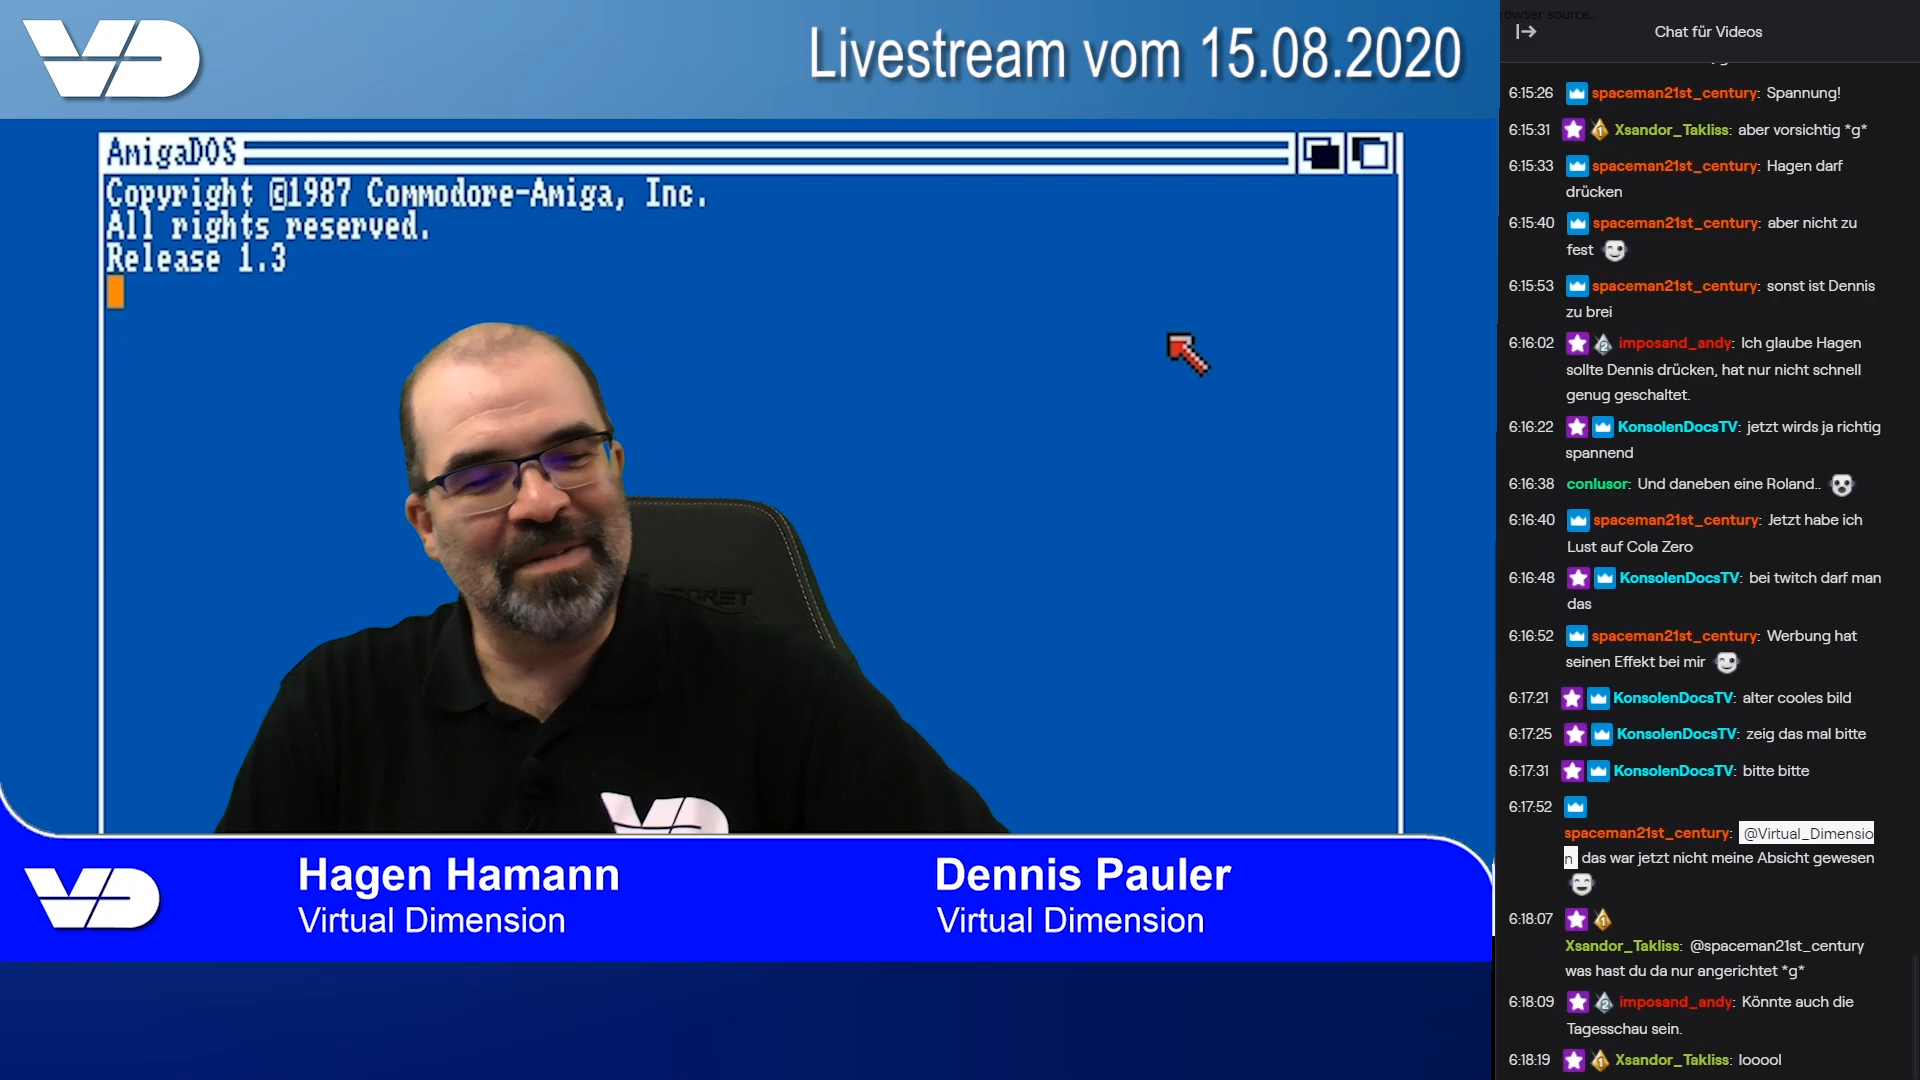 VD
Livestream vom 15.08.2020
AmigaDOS
Copyright ©1987 Commodore-Amiga, Inc.
All rights reserved.
Release 1.3
VD
VD
Hagen Hamann
Virtual Dimension
Dennis Pauler
Virtual Dimension
rowser source...
Chat für Videos
6:15:26 spaceman21st_century: Spannung!
6:15:31 Xsandor_Takliss: aber vorsichtig *g*
6:15:33 spaceman21st_century: Hagen darf
drücken
6:15:40 spaceman21st_century: aber nicht zu
fest
6:15:53 spaceman21st_century: sonst ist Dennis
zu brei
6:16:02 imposand_andy: Ich glaube Hagen
sollte Dennis drücken, hat nur nicht schnell
genug geschaltet.
6:16:22 KonsolenDocsTV: jetzt wirds ja richtig
spannend
6:16:38 conlusor: Und daneben eine Roland..
6:16:40 spaceman21st_century: Jetzt habe ich
Lust auf Cola Zero
6:16:48 KonsolenDocsTV: bei twitch darf man
das
6:16:52 spaceman21st_century: Werbung hat
seinen Effekt bei mir
6:17:21 KonsolenDocsTV: alter cooles bild
6:17:25 KonsolenDocsTV: zeig das mal bitte
6:17:31 KonsolenDocsTV: bitte bitte
6:17:52
spaceman21st_century: @Virtual_Dimensio
n das war jetzt nicht meine Absicht gewesen
6:18:07
Xsandor_Takliss: @spaceman21st_century
was hast du da nur angerichtet *g*
6:18:09 imposand_andy: Könnte auch die
Tagesschau sein.
6:18:19 Xsandor_Takliss: looool